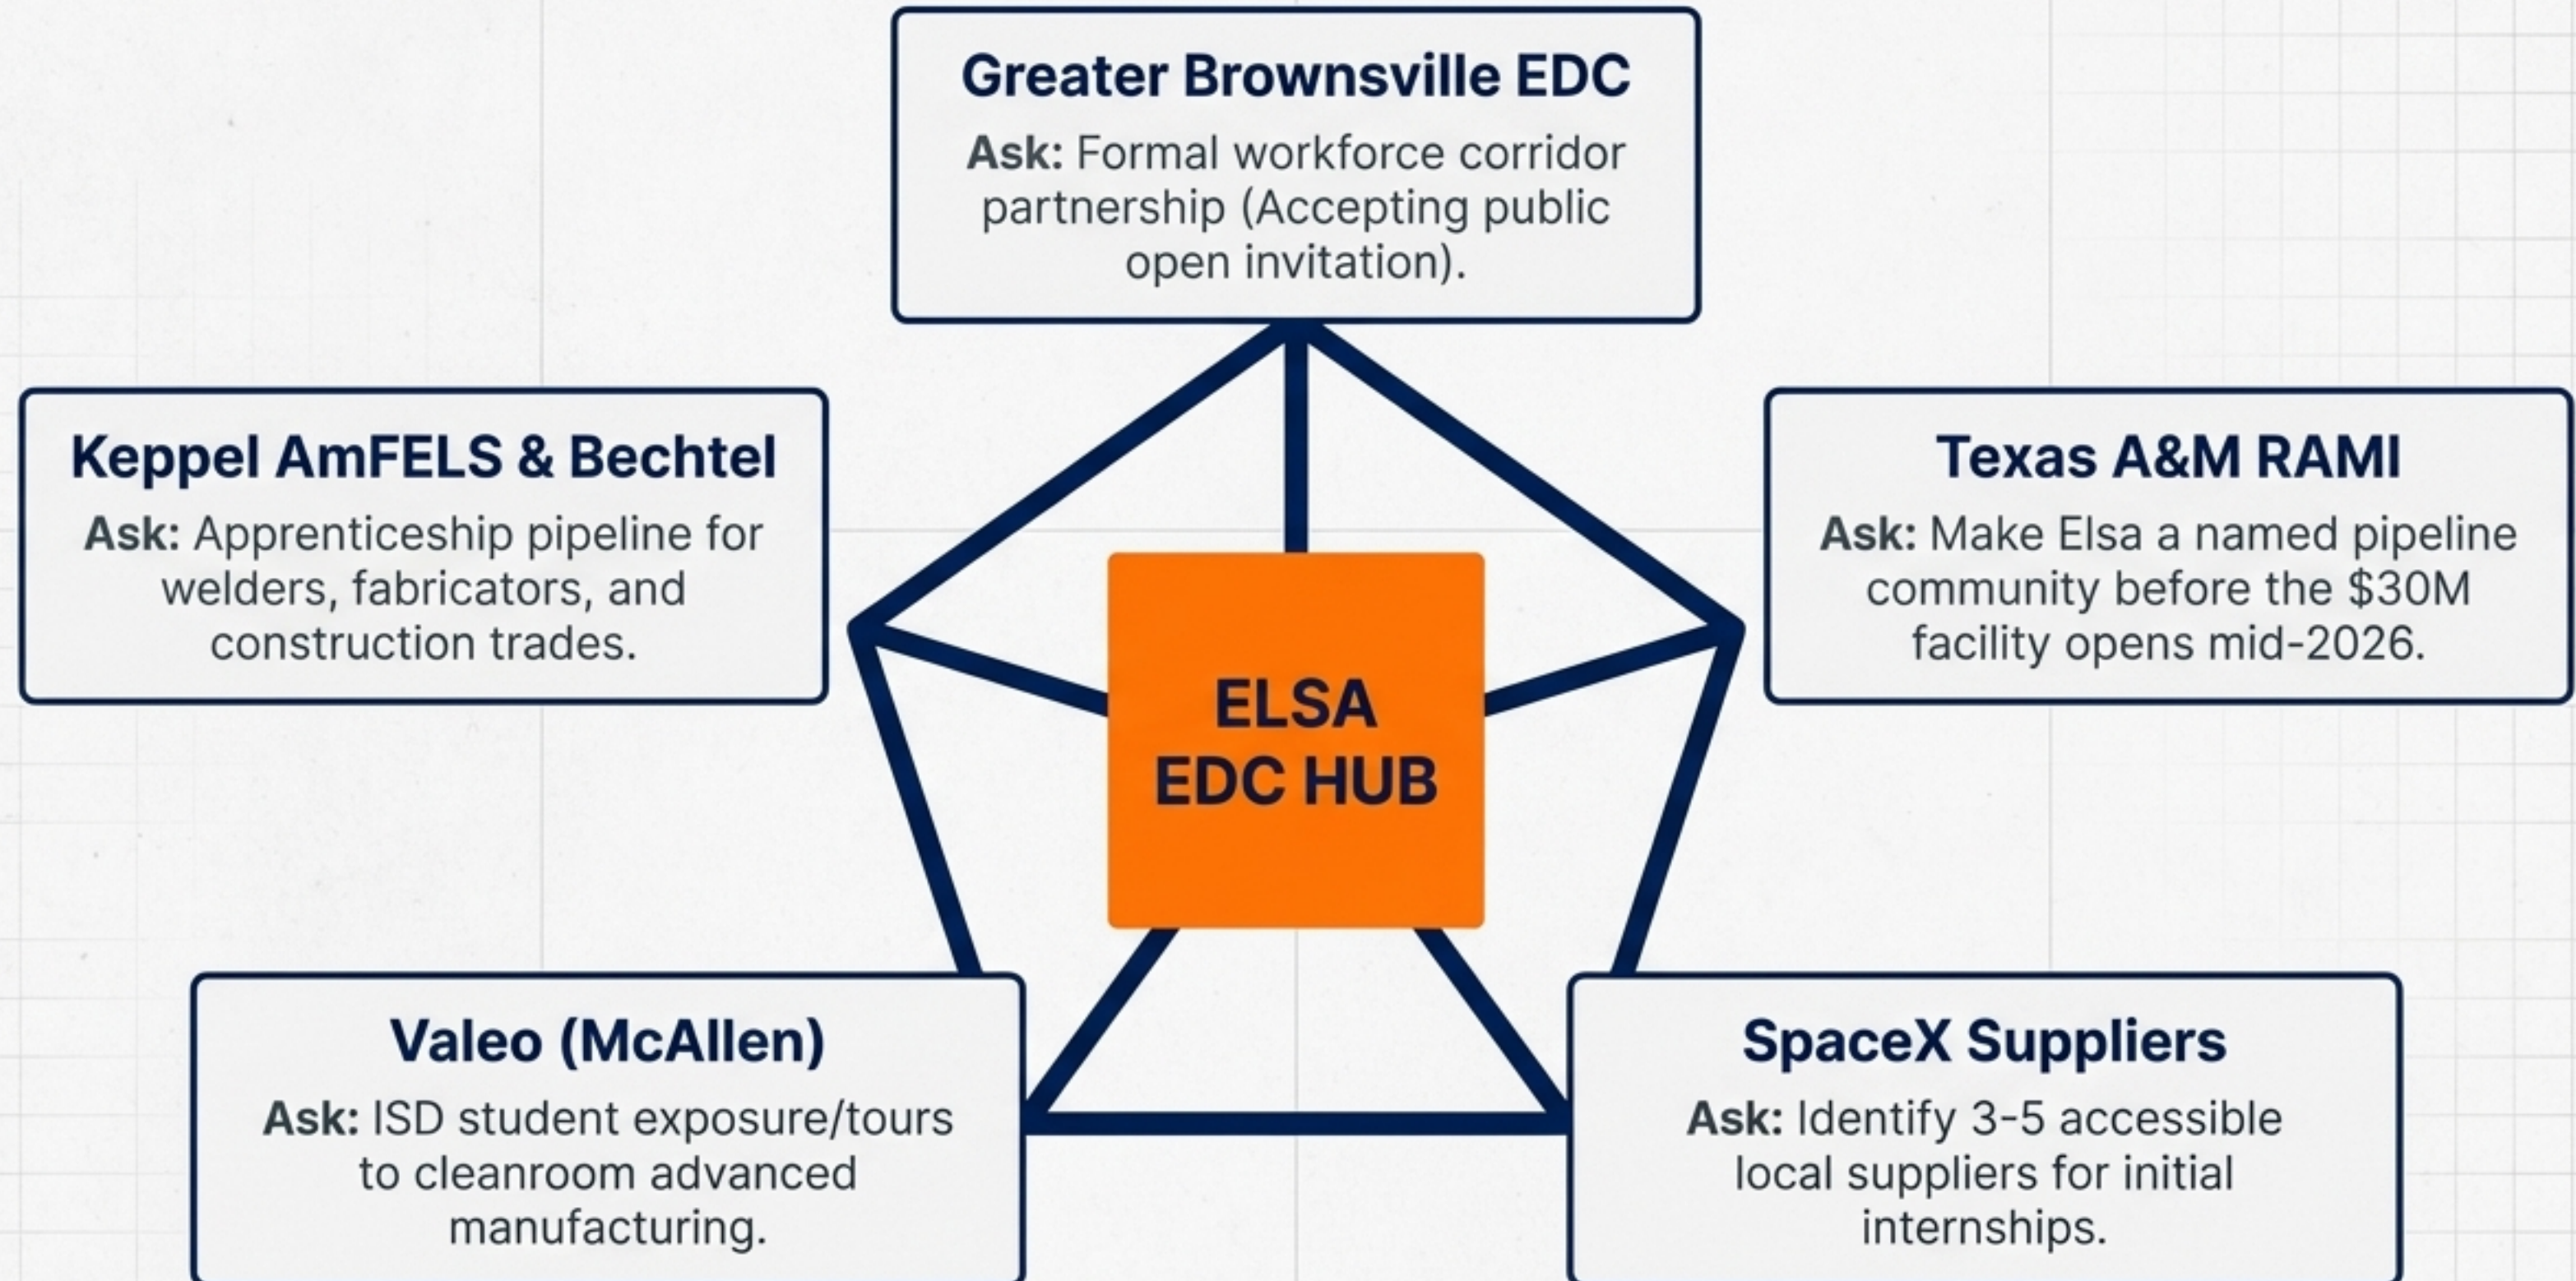 Greater Brownsville EDC
Ask: Formal workforce corridor
partnership (Accepting public
open invitation).
Keppel AmFELS & Bechtel
Ask: Apprenticeship pipeline for
welders, fabricators, and
construction trades.
Texas A&M RAMI
Ask: Make Elsa a named pipeline
community before the $30M
facility opens mid-2026.
ELSA
EDC HUB
Valeo (McAllen)
Ask: ISD student exposure/tours
to cleanroom advanced
manufacturing.
SpaceX Suppliers
Ask: Identify 3-5 accessible
local suppliers for initial
internships.